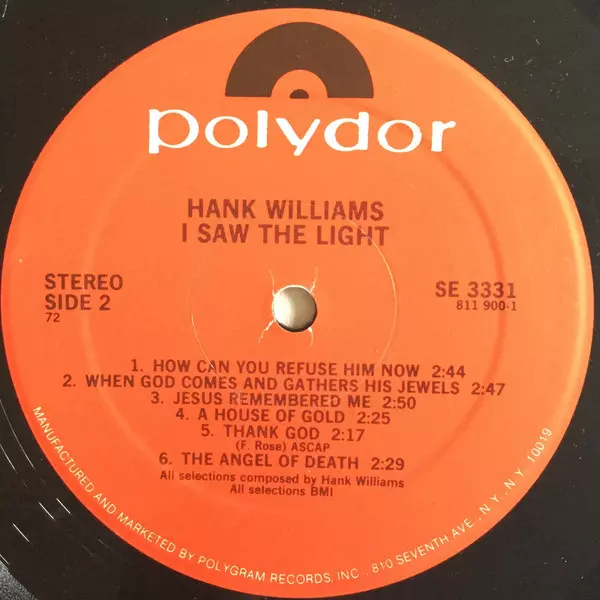 polydor
HANK WILLIAMS
I SAW THE LIGHT
STEREO
SIDE 2
72
SE 3331
811 900-1
1. HOW CAN YOU REFUSE HIM NOW 2:44
2. WHEN GOD COMES AND GATHERS HIS JEWELS 2:47
3. JESUS REMEMBERED ME 2:50
4. A HOUSE OF GOLD 2:25
5. THANK GOD 2:17
(F. Rose) ASCAP
6. THE ANGEL OF DEATH 2:29
All selections composed by Hank Williams
All selections BMI
MANUFACTURED AND MARKETED BY POLYGRAM RECORDS, INC. 810 SEVENTH AVE., N.Y., N.Y. 10019